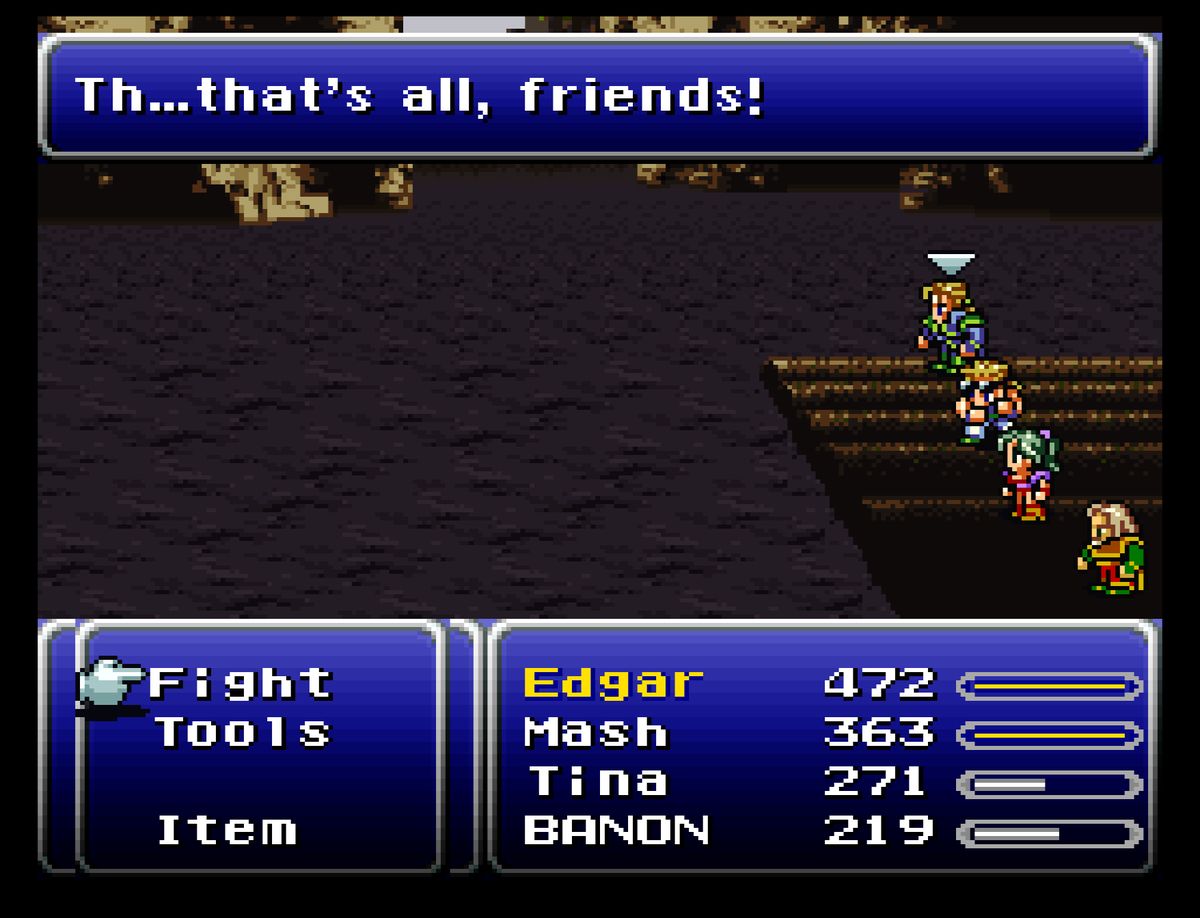 Th…that's all, friends!
Fight
Tools
Item
Edgar 472
Mash 363
Tina 271
BANON 219